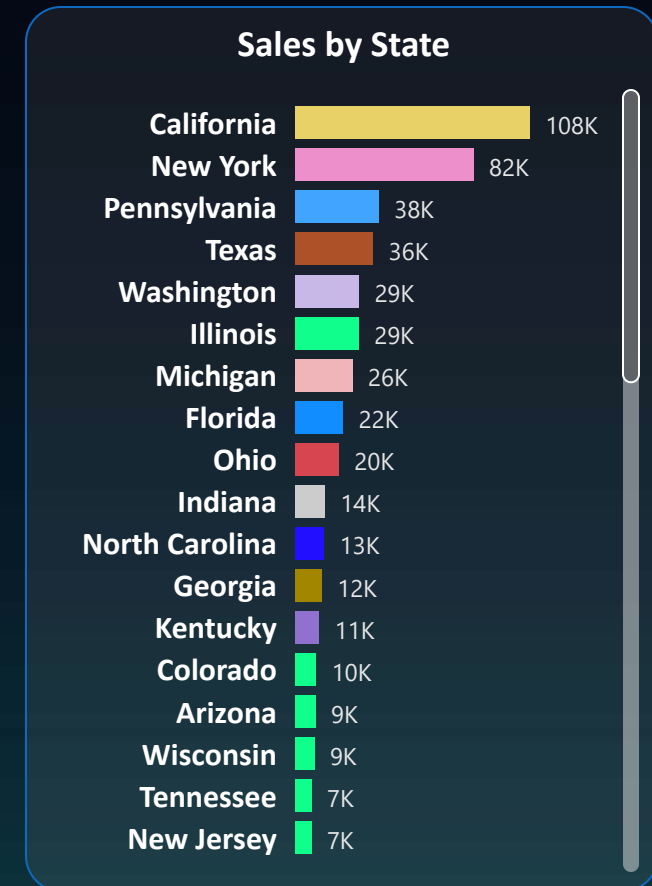 Sales by State
California 108K
New York 82K
Pennsylvania 38K
Texas 36K
Washington 29K
Illinois 29K
Michigan 26K
Florida 22K
Ohio 20K
Indiana 14K
North Carolina 13K
Georgia 12K
Kentucky 11K
Colorado 10K
Arizona 9K
Wisconsin 9K
Tennessee 7K
New Jersey 7K